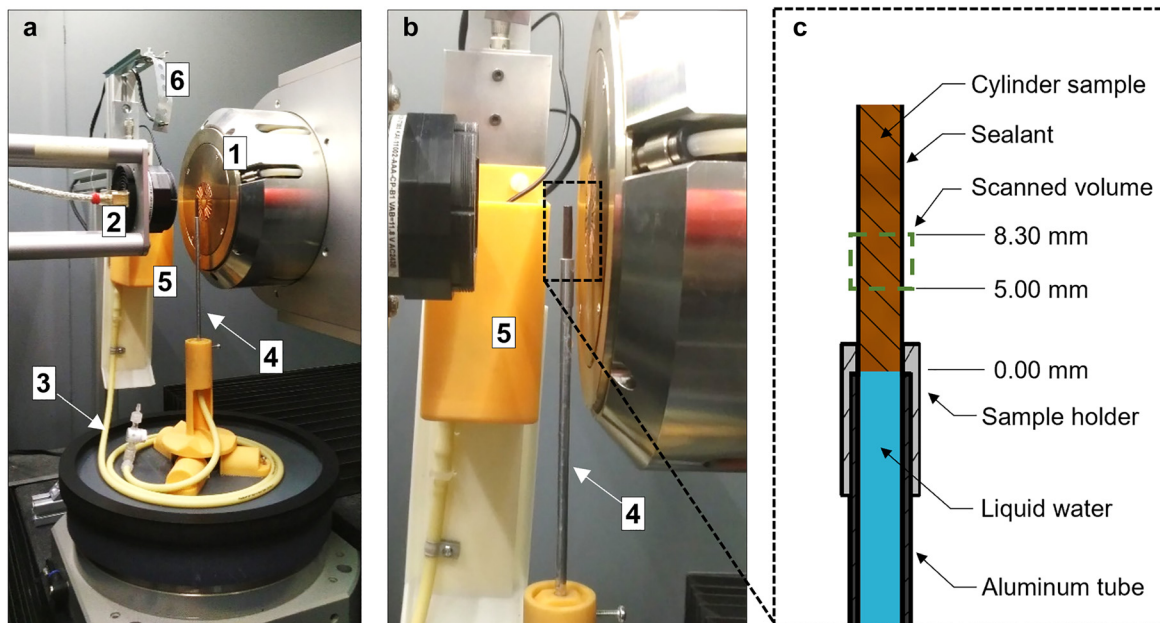 a
6
1
2
5
3
4
b
5
4
c
Cylinder sample
Sealant
Scanned volume
8.30 mm
5.00 mm
0.00 mm
Sample holder
Liquid water
Aluminum tube